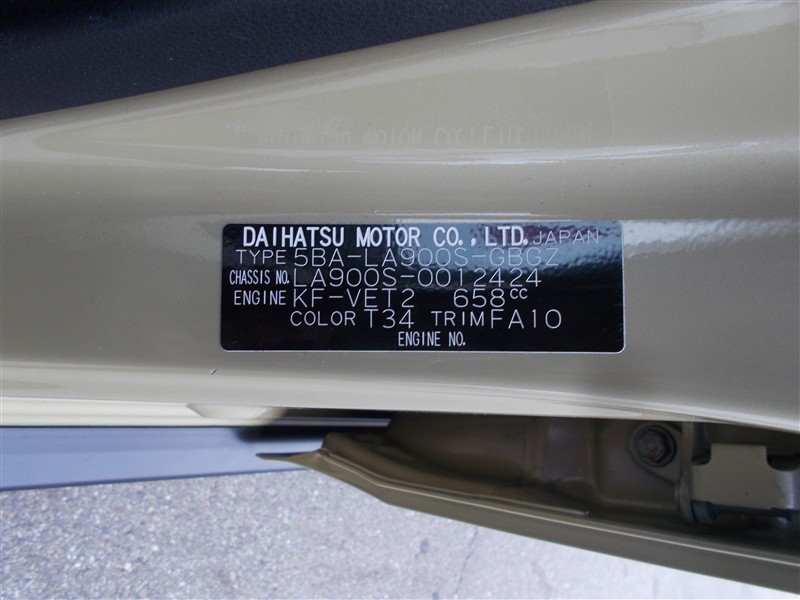 DAIHATSU MOTOR CO., LTD. JAPAN
TYPE 5BA-LA900S-GBGZ
CHASSIS NO. LA900S-0012424
ENGINE KF-VET2 658cc
COLOR T34 TRIM FA10
ENGINE NO.